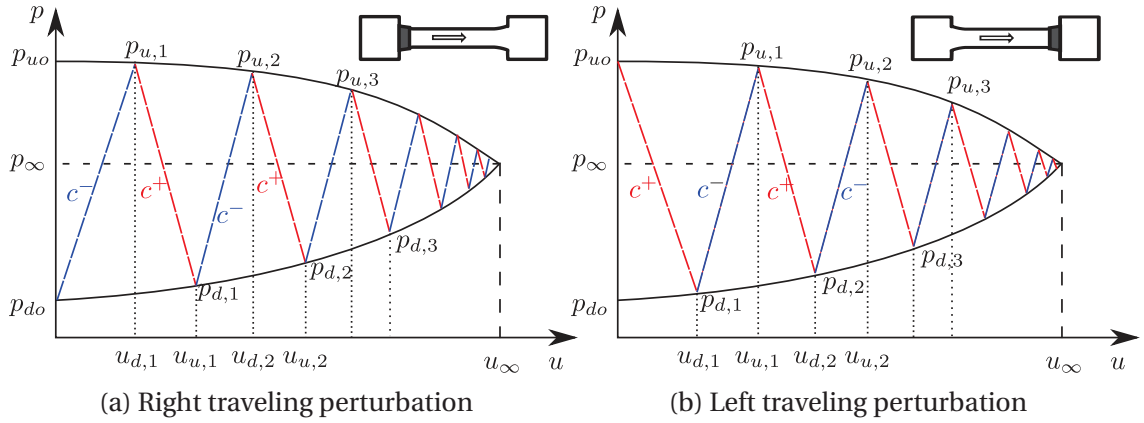 p
p_{uo}
p_{u,1}
p_{u,2}
p_{u,3}
p_∞
c^-
c^+
c^-
c^+
p_{d,3}
p_{d,2}
p_{d,1}
p_{do}
u_{d,1} u_{u,1} u_{d,2} u_{u,2} u_∞ u
(a) Right traveling perturbation
p
p_{uo}
p_{u,1}
p_{u,2}
p_{u,3}
p_∞
c^+
c^-
c^+
c^-
p_{d,3}
p_{d,2}
p_{d,1}
p_{do}
u_{d,1} u_{u,1} u_{d,2} u_{u,2} u_∞ u
(b) Left traveling perturbation